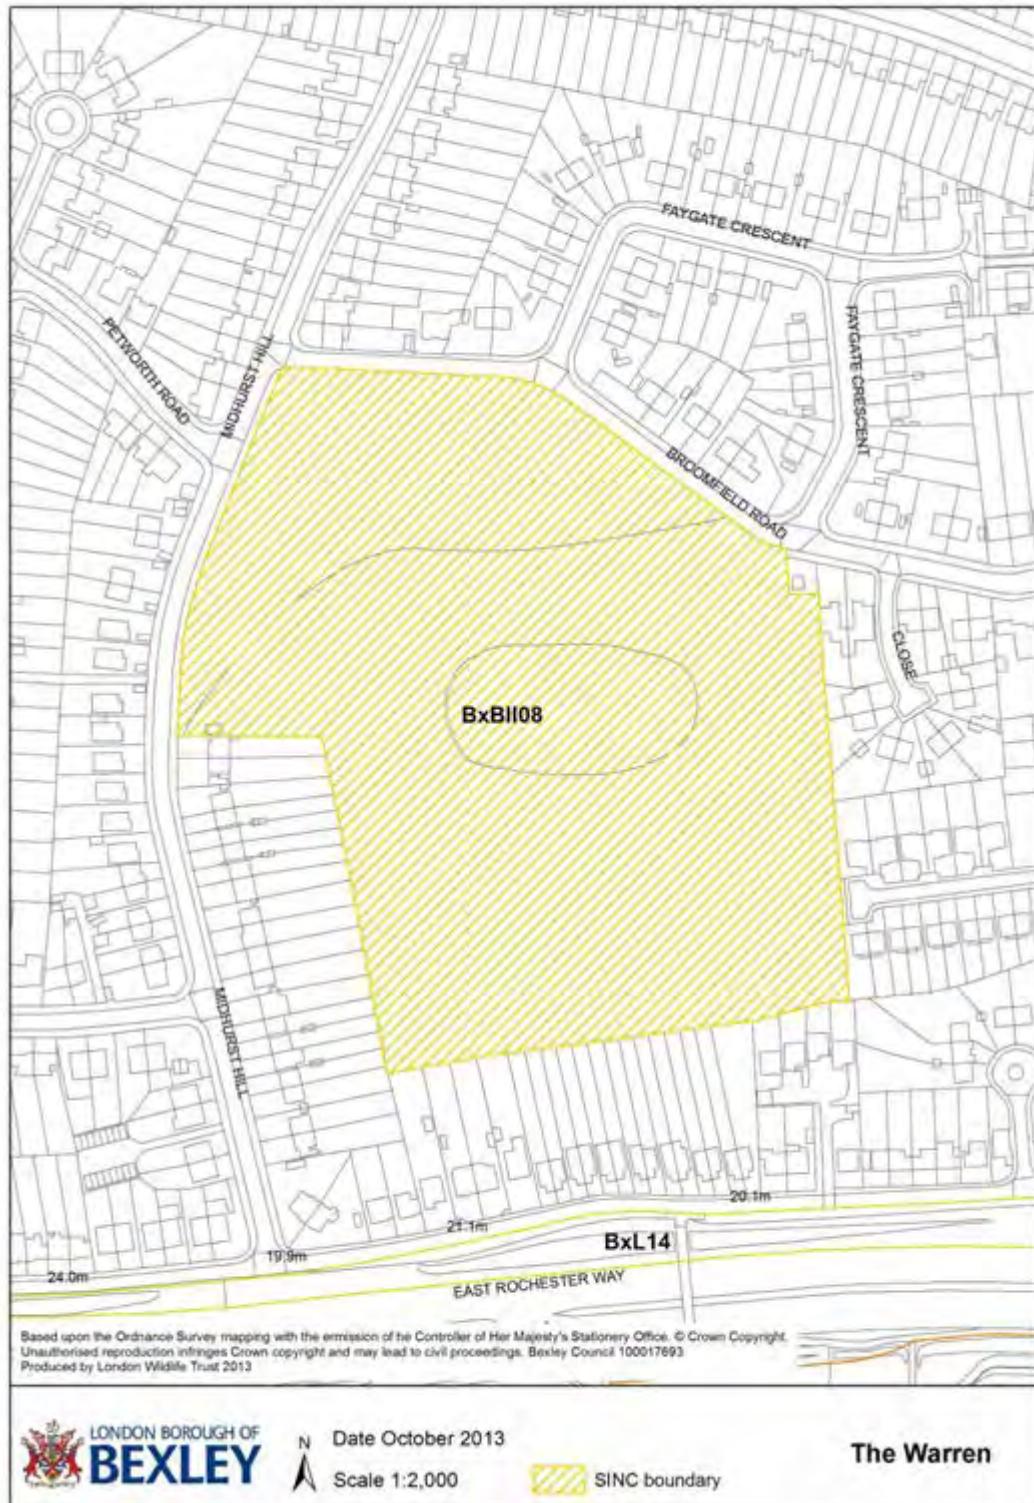 FAYGATE CRESCENT
PETWORTH ROAD
MIDHURST HILL
FAYGATE CRESCENT
BROOMFIELD ROAD
CLOSE
BxBII08
MIDHURST HILL
20.1m
21.1m
BxL14
19.9m
24.0m
EAST ROCHESTER WAY
Based upon the Ordnance Survey mapping with the ermission of he Controller of Her Majesty's Stationery Office. © Crown Copyright.
Unauthorised reproduction infringes Crown copyright and may lead to civil proceedings. Bexley Council 100017693
Produced by London Wildlife Trust 2013
LONDON BOROUGH OF
BEXLEY
N
Date October 2013
Scale 1:2,000
SINC boundary
The Warren